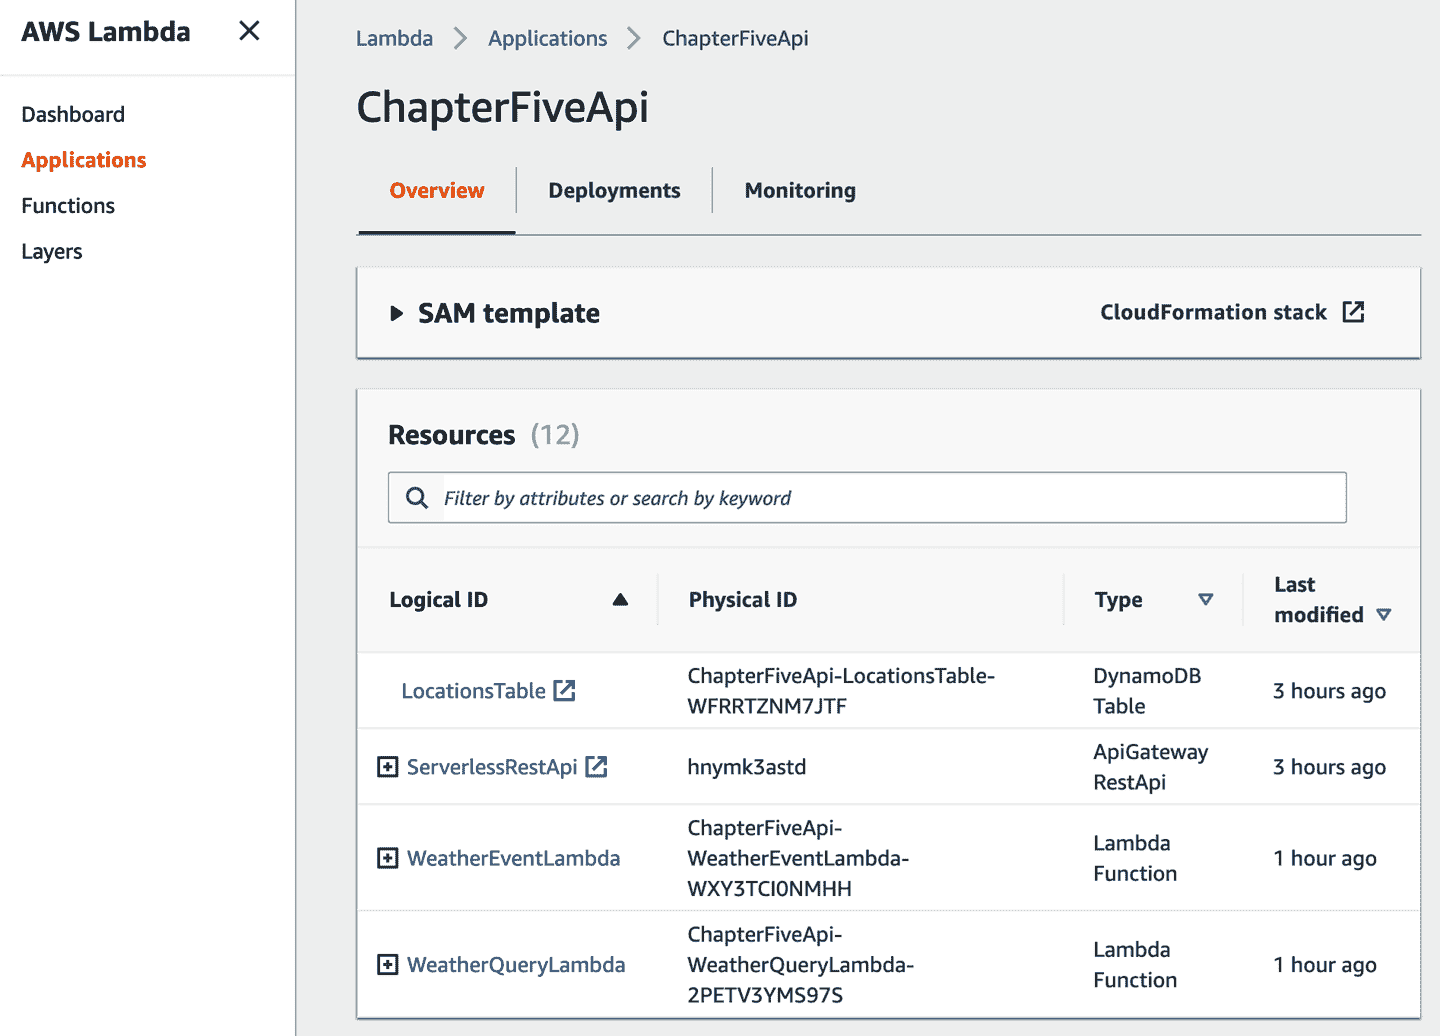 AWS Lambda
Dashboard
Applications
Functions
Layers
Lambda > Applications > ChapterFiveApi
ChapterFiveApi
Overview Deployments Monitoring
SAM template CloudFormation stack
Resources (12)
Filter by attributes or search by keyword
Logical ID Physical ID Type Last modified
LocationsTable ChapterFiveApi-LocationsTable- DynamoDB 3 hours ago
WFRRTZNM7JTF Table
ServerlessRestApi hnymk3astd ApiGateway 3 hours ago
RestApi
ChapterFiveApi-
WeatherEventLambda WeatherEventLambda- Lambda 1 hour ago
WXY3TCI0NMHH Function
ChapterFiveApi-
WeatherQueryLambda WeatherQueryLambda- Lambda 1 hour ago
2PETV3YMS97S Function